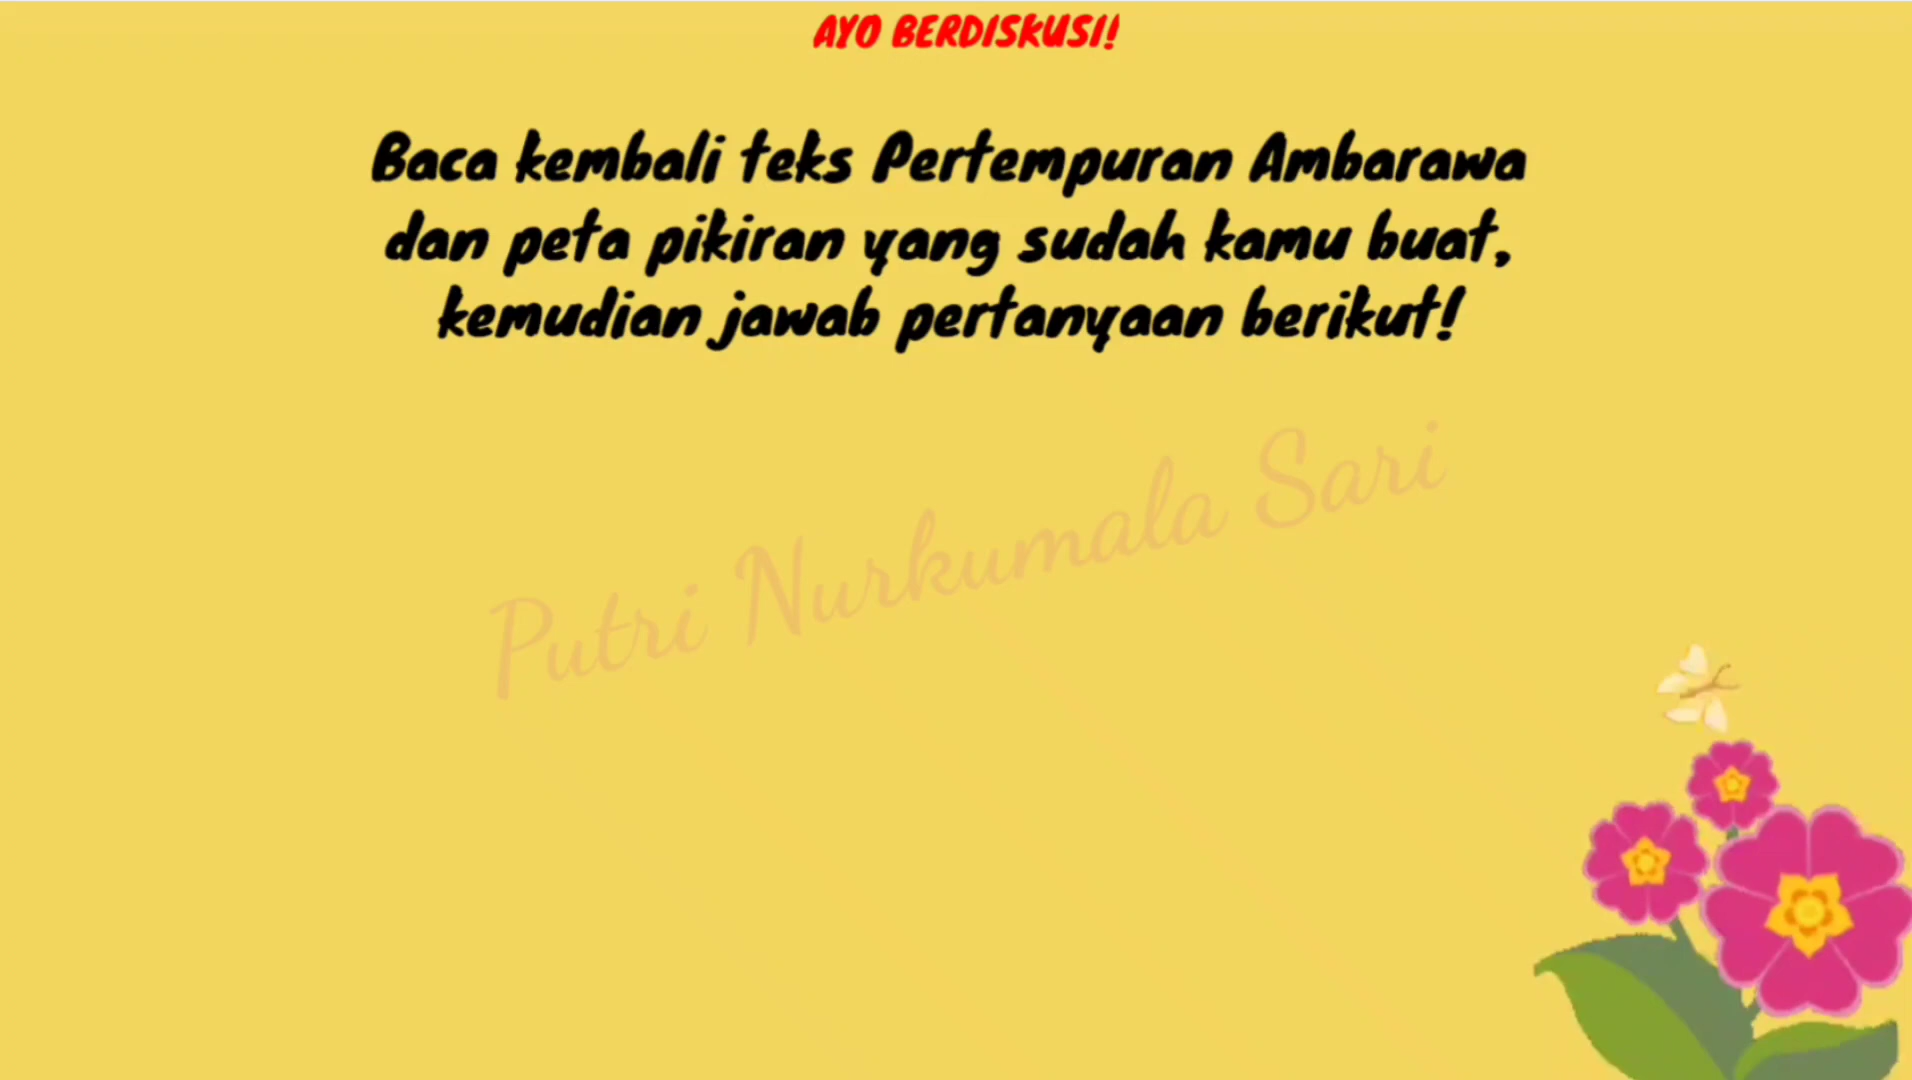 AYO BERDISKUSI!
Baca kembali teks Pertempuran Ambarawa
dan peta pikiran yang sudah kamu buat,
kemudian jawab pertanyaan berikut!
Putri Nurkumala Sari